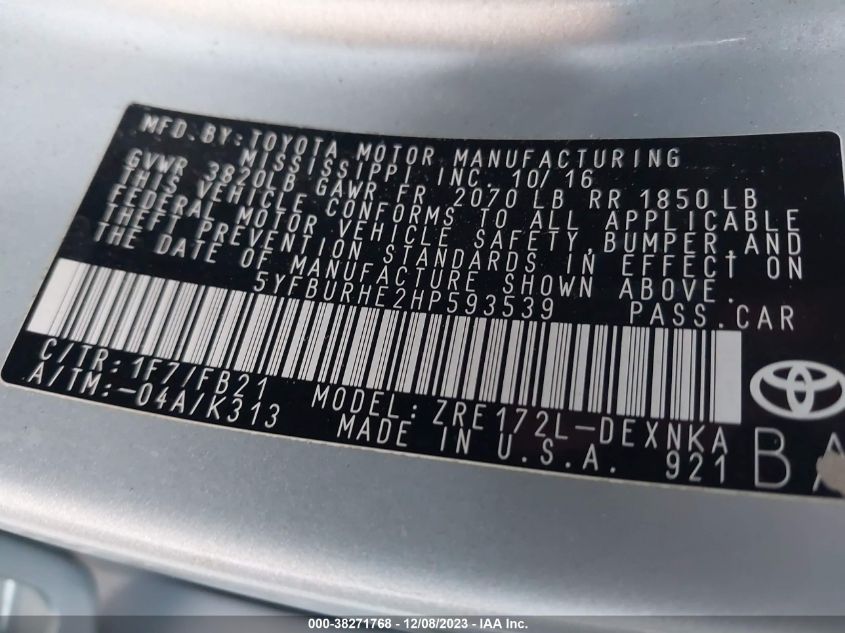 MFD.BY:TOYOTA MOTOR MANUFACTURING
MISSISSIPPI INC. 10/16
GVWR 3820LB GAWR FR 2070 LB RR 1850 LB
THIS VEHICLE CONFORMS TO ALL APPLICABLE
FEDERAL MOTOR VEHICLE SAFETY,BUMPER,AND
THEFT PREVENTION STANDARDS IN EFFECT ON
THE DATE OF MANUFACTURE SHOWN ABOVE.
5YFBURHE2HP593539 PASS.CAR
C/TR:1F7/FB21 MODEL:ZRE172L-DEXNKA
A/TM:-04A/K313 MADE IN U.S.A. 921
BA
000-38271768 - 12/08/2023 - IAA Inc.